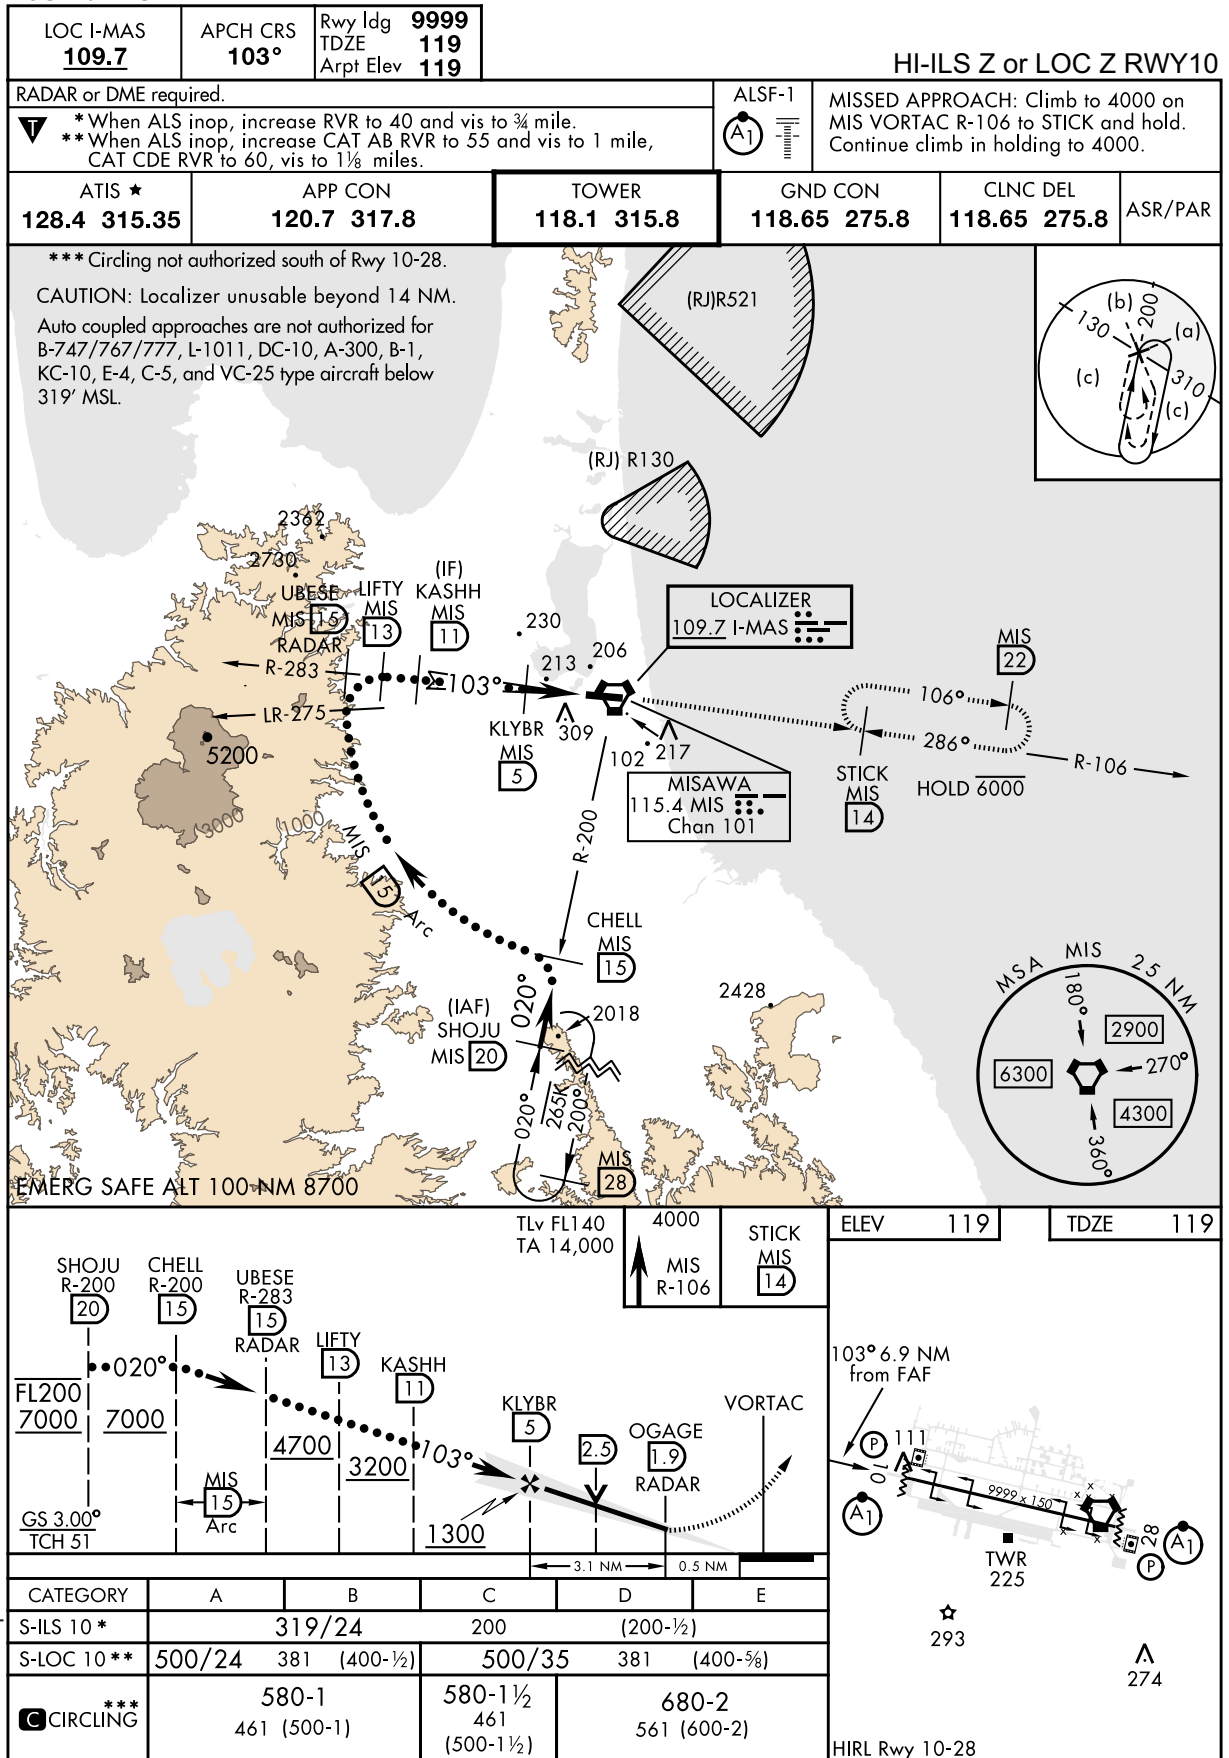 LOC I-MAS
109.7
APCH CRS
103°
Rwy ldg 9999
TDZE 119
Arpt Elev 119
HI-ILS Z or LOC Z RWY10
RADAR or DME required.
T
* When ALS inop, increase RVR to 40 and vis to ¾ mile.
** When ALS inop, increase CAT AB RVR to 55 and vis to 1 mile,
CAT CDE RVR to 60, vis to 1⅛ miles.
ALSF-1
A1
MISSED APPROACH: Climb to 4000 on
MIS VORTAC R-106 to STICK and hold.
Continue climb in holding to 4000.
ATIS ★
128.4 315.35
APP CON
120.7 317.8
TOWER
118.1 315.8
GND CON
118.65 275.8
CLNC DEL
118.65 275.8
ASR/PAR
*** Circling not authorized south of Rwy 10-28.
CAUTION: Localizer unusable beyond 14 NM.
Auto coupled approaches are not authorized for
B-747/767/777, L-1011, DC-10, A-300, B-1,
KC-10, E-4, C-5, and VC-25 type aircraft below
319' MSL.
(RJ)R521
(RJ) R130
(b)
200
(a)
130
310
(c)
(c)
2362
2730
UBESE
MIS 15
RADAR
LIFTY
MIS
13
(IF)
KASHH
MIS
11
230
213
206
R-283
103°
LR-275
5200
3000
1000
KLYBR
MIS
5
309
102
217
LOCALIZER
109.7 I-MAS
MISAWA
115.4 MIS
Chan 101
MIS
22
106°
286°
R-106
HOLD 6000
STICK
MIS
14
R-200
MIS 15 Arc
CHELL
MIS
15
020°
(IAF)
SHOJU
MIS 20
2018
2428
020°
265K
200°
MIS
28
MSA MIS 25 NM
180°
2900
6300
270°
4300
360°
EMERG SAFE ALT 100 NM 8700
TLv FL140
TA 14,000
4000
MIS
R-106
STICK
MIS
14
SHOJU
R-200
20
CHELL
R-200
15
UBESE
R-283
15
RADAR
LIFTY
13
KASHH
11
KLYBR
5
2.5
OGAGE
1.9
RADAR
VORTAC
020°
FL200
7000
7000
4700
3200
103°
1300
MIS
15
Arc
GS 3.00°
TCH 51
3.1 NM
0.5 NM
ELEV 119
TDZE 119
103° 6.9 NM
from FAF
P
111
10
A1
9999 x 150
TWR
225
28
A1
P
293
274
HIRL Rwy 10-28
CATEGORY A B C D E
S-ILS 10 * 319/24 200 (200-½)
S-LOC 10 ** 500/24 381 (400-½) 500/35 381 (400-⅝)
C CIRCLING ***
580-1
461 (500-1)
580-1½
461
(500-1½)
680-2
561 (600-2)